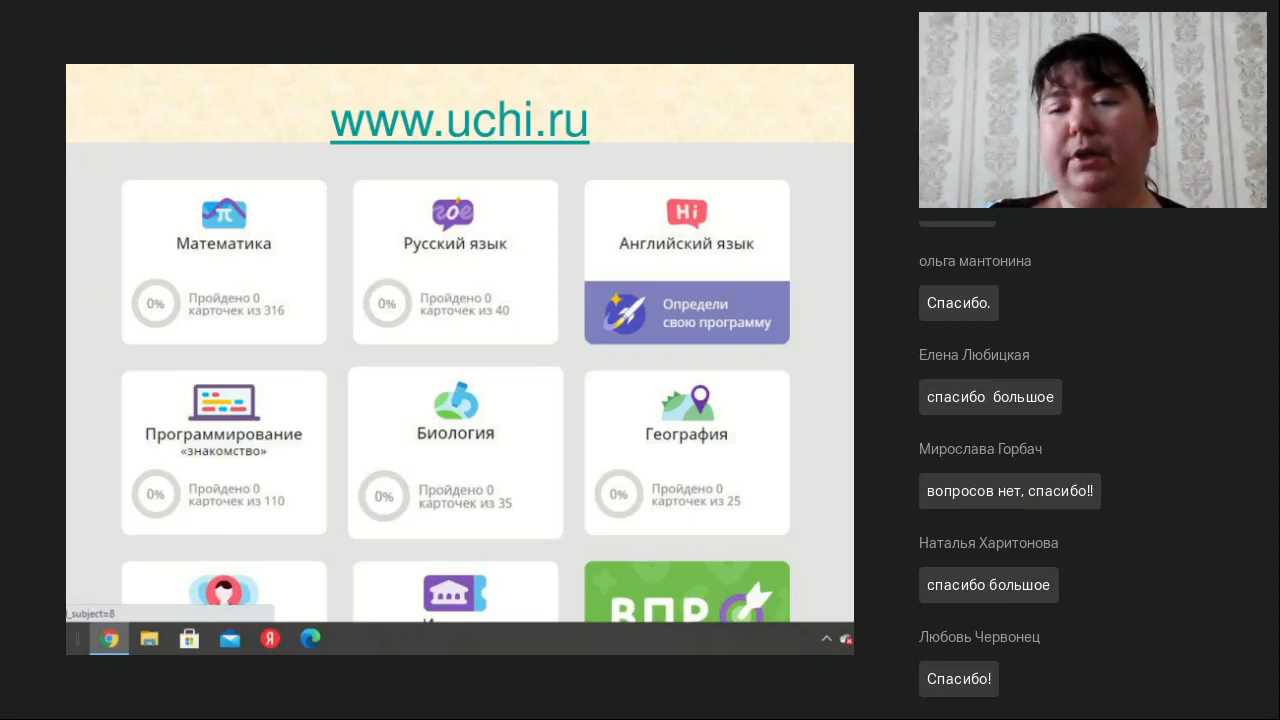 www.uchi.ru
Математика
0%
Пройдено 0
карточек из 316
Русский язык
0%
Пройдено 0
карточек из 40
Hi
Английский язык
Определи
свою программу
Программирование
«знакомство»
0%
Пройдено 0
карточек из 110
Биология
0%
Пройдено 0
карточек из 35
География
0%
Пройдено 0
карточек из 25
ВПР
_subject=8
Я
ольга мантонина
Спасибо.
Елена Любицкая
спасибо большое
Мирослава Горбач
вопросов нет, спасибо!!
Наталья Харитонова
спасибо большое
Любовь Червонец
Спасибо!